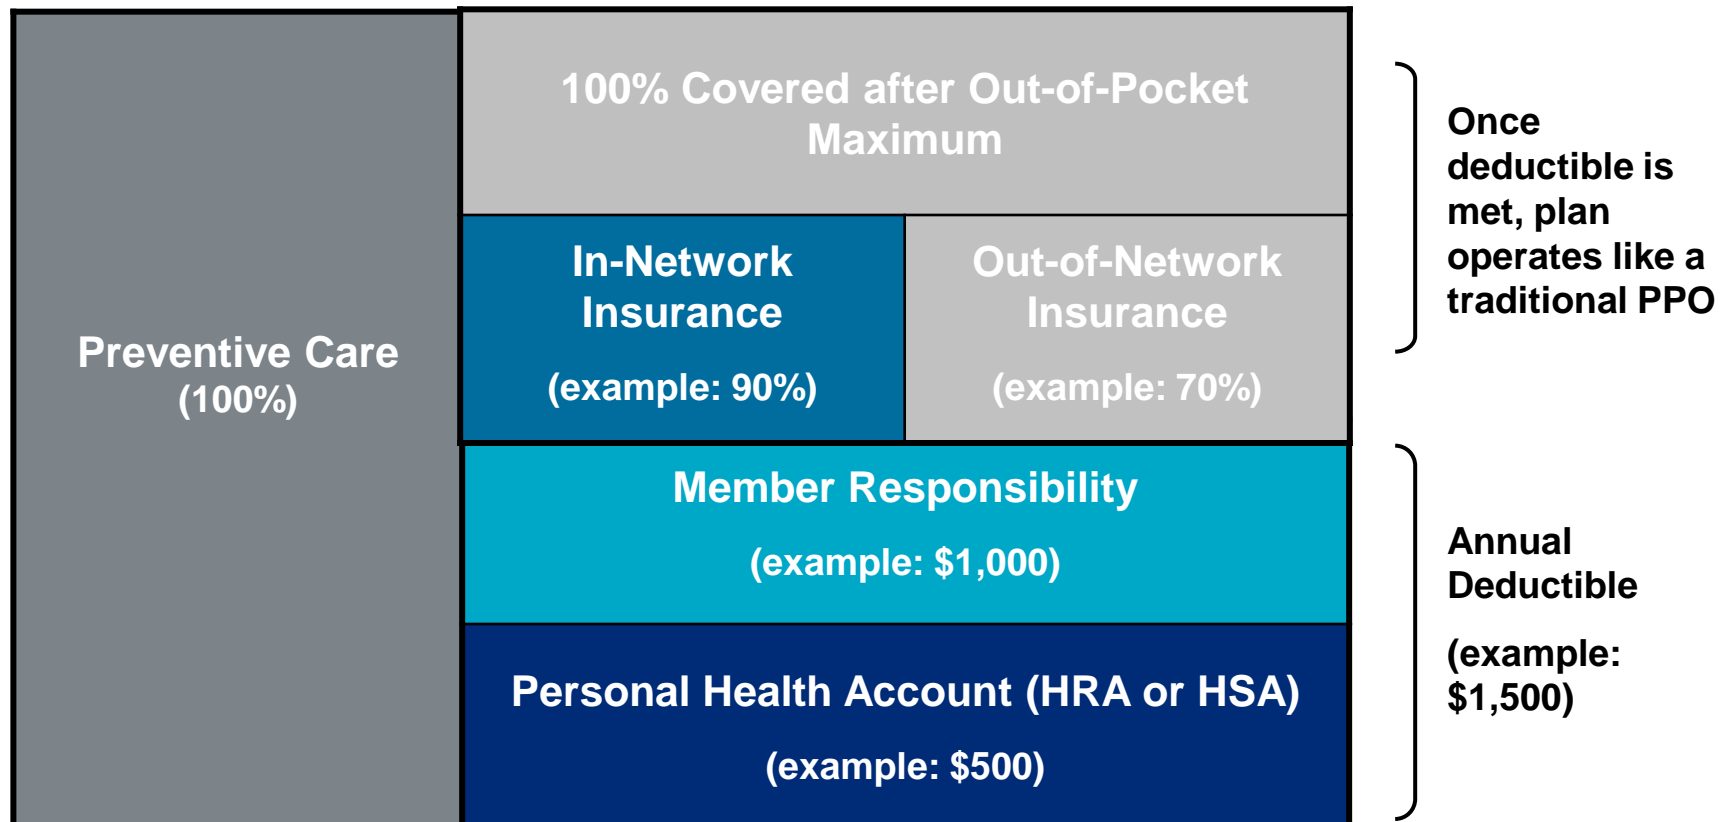 Preventive Care
(100%)
100% Covered after Out-of-Pocket
Maximum
In-Network
Insurance
(example: 90%)
Out-of-Network
Insurance
(example: 70%)
Member Responsibility
(example: $1,000)
Personal Health Account (HRA or HSA)
(example: $500)
Once
deductible is
met, plan
operates like a
traditional PPO
Annual
Deductible
(example:
$1,500)